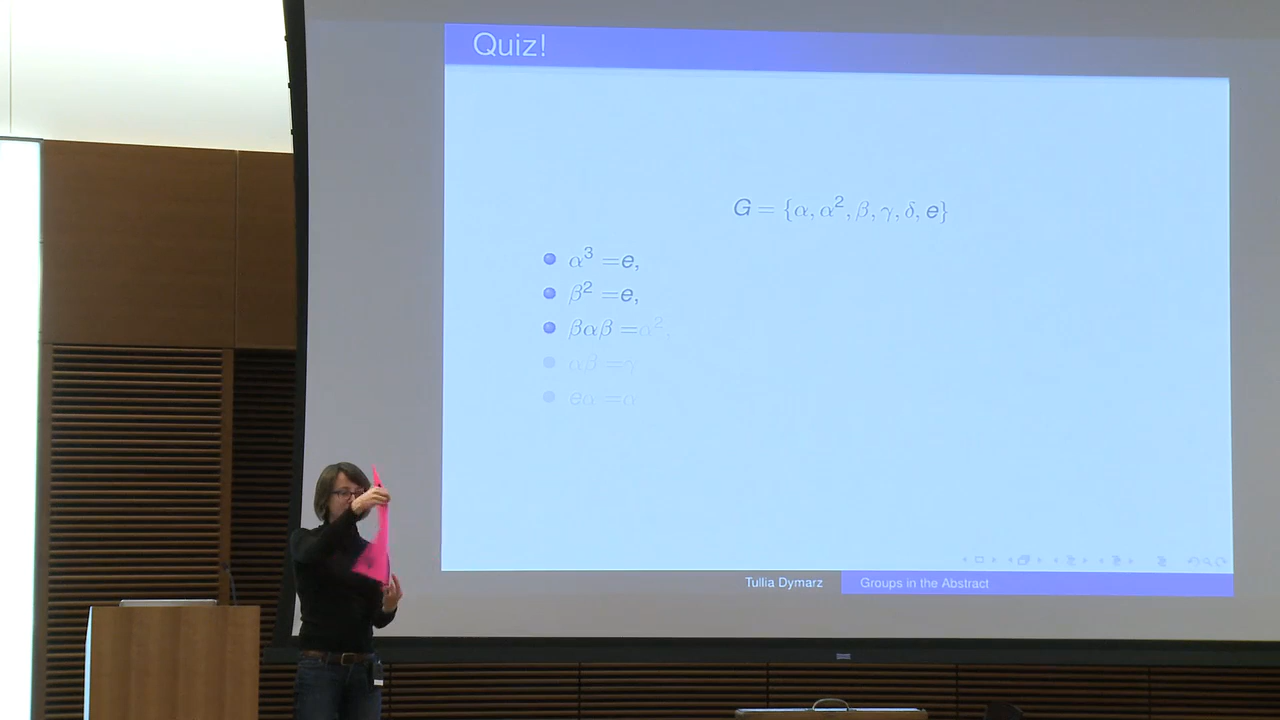 Quiz!
G = {α, α², β, γ, δ, e}
α³ = e,
β² = e,
βαβ = α²,
αβ = γ
eα = α
Tullia Dymarz Groups in the Abstract